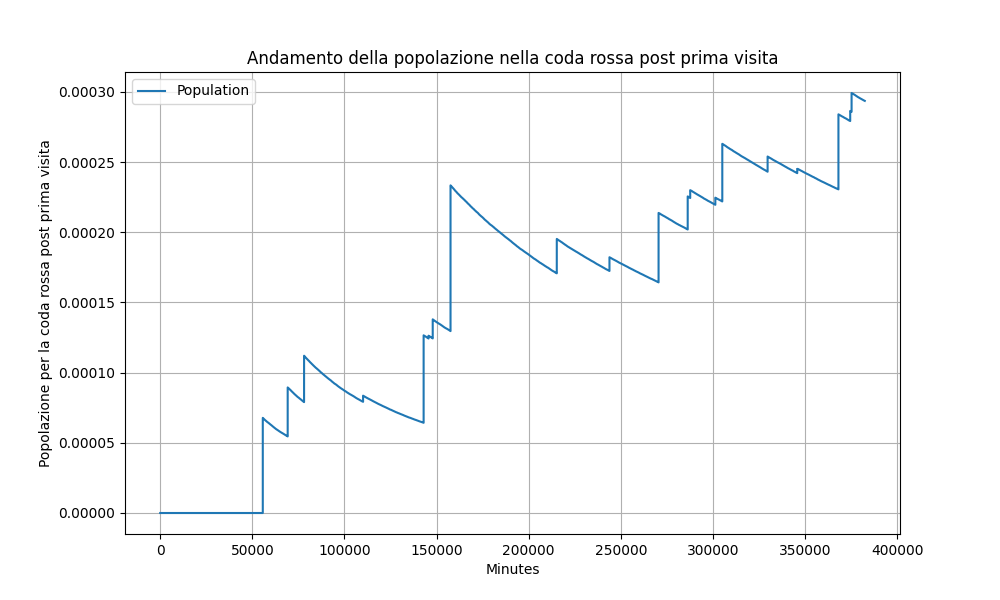 Andamento della popolazione nella coda rossa post prima visita
Population
Popolazione per la coda rossa post prima visita
0.00030
0.00025
0.00020
0.00015
0.00010
0.00005
0.00000
0 50000 100000 150000 200000 250000 300000 350000 400000
Minutes